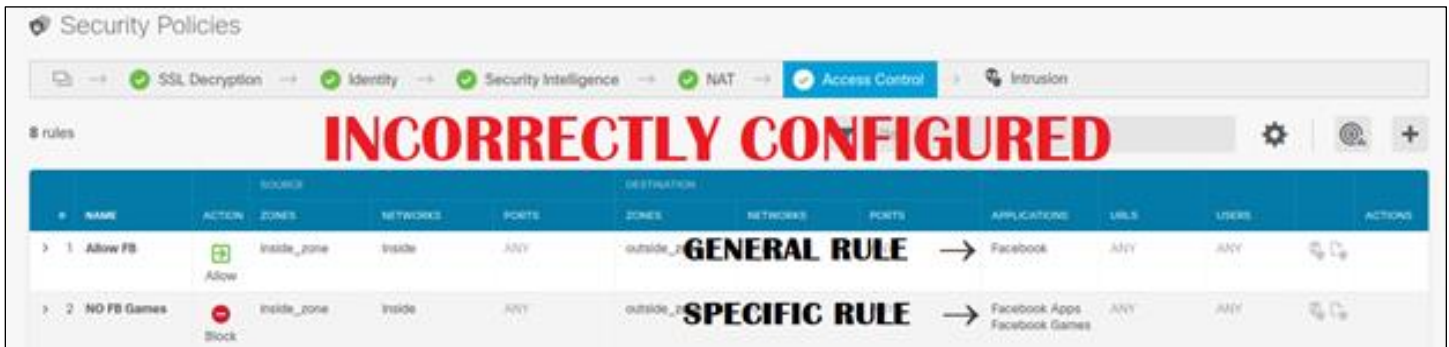 Security Policies
SSL Decryption → Identity → Security Intelligence → NAT → Access Control Intrusion
8 rules
INCORRECTLY CONFIGURED
SOURCE DESTINATION
# NAME ACTION ZONES NETWORKS PORTS ZONES NETWORKS PORTS APPLICATIONS URLS USERS ACTIONS
> 1 Allow FB Allow inside_zone Inside ANY GENERAL RULE → Facebook ANY ANY
> 2 NO FB Games Block inside_zone Inside ANY SPECIFIC RULE → Facebook Apps ANY ANY
Facebook Games